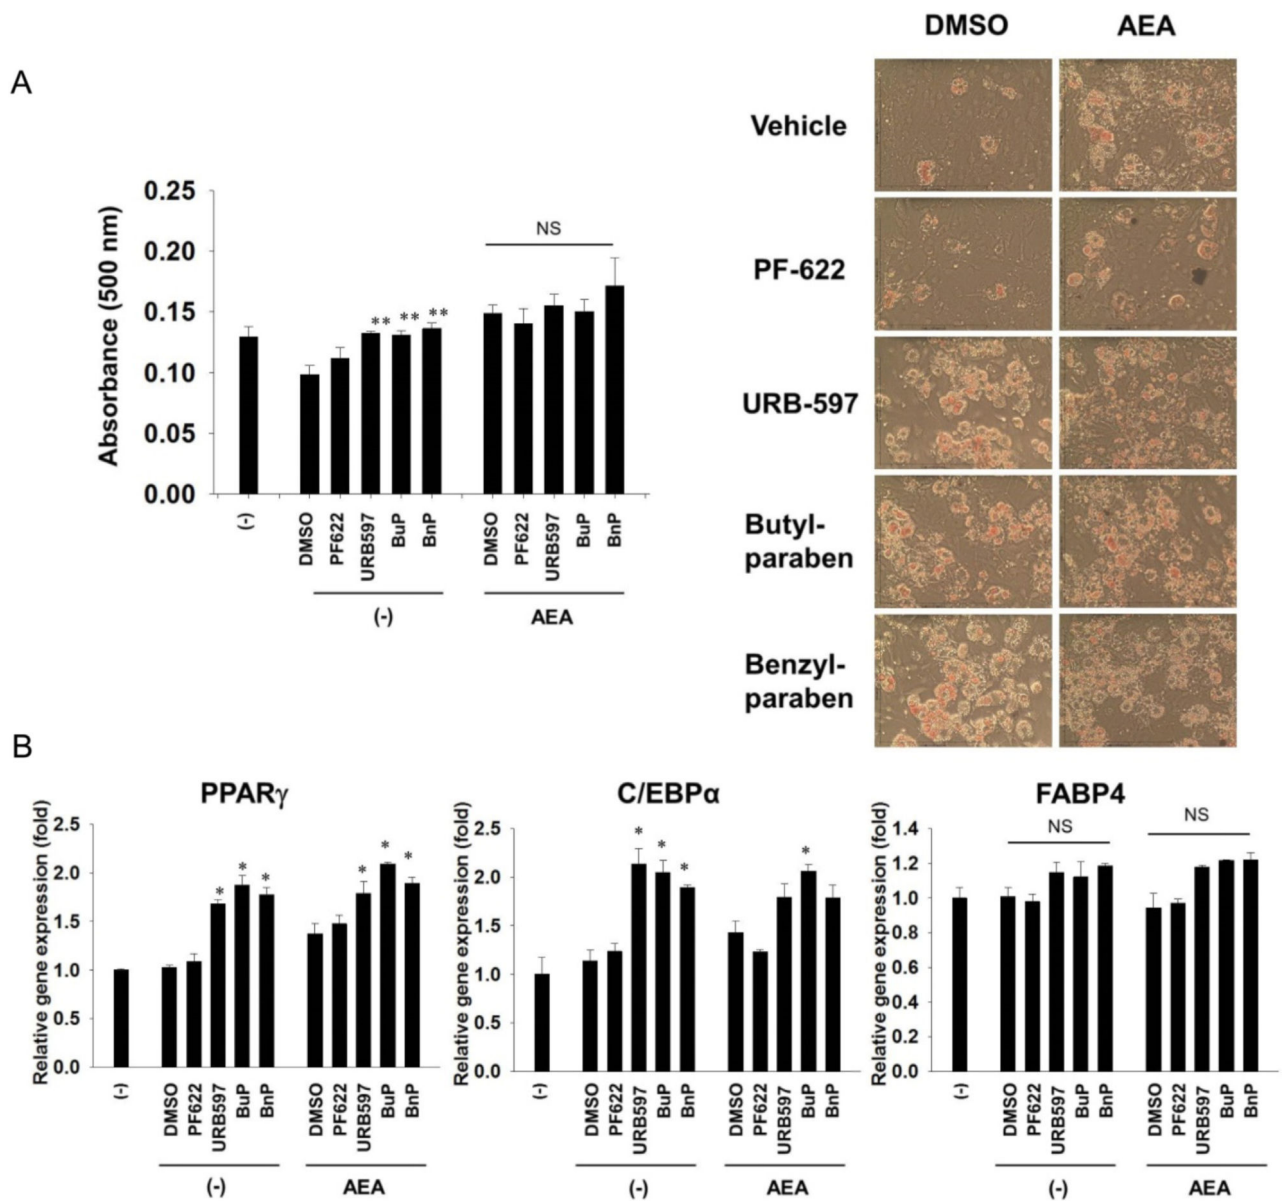 DMSO AEA
A
Vehicle
PF-622
URB-597
Butyl-
paraben
Benzyl-
paraben
Absorbance (500 nm)
0.25
0.20
0.15
0.10
0.05
0.00
NS
** ** **
(-) DMSO PF622 URB597 BuP BnP DMSO PF622 URB597 BuP BnP
(-) AEA
B
PPARγ
Relative gene expression (fold)
2.5
2.0
1.5
1.0
0.5
0.0
* * * * * *
(-) DMSO PF622 URB597 BuP BnP DMSO PF622 URB597 BuP BnP
(-) AEA
C/EBPα
Relative gene expression (fold)
2.5
2.0
1.5
1.0
0.5
0.0
* * * *
(-) DMSO PF622 URB597 BuP BnP DMSO PF622 URB597 BuP BnP
(-) AEA
FABP4
Relative gene expression (fold)
1.4
1.2
1.0
0.8
0.6
0.4
0.2
0.0
NS NS
(-) DMSO PF622 URB597 BuP BnP DMSO PF622 URB597 BuP BnP
(-) AEA